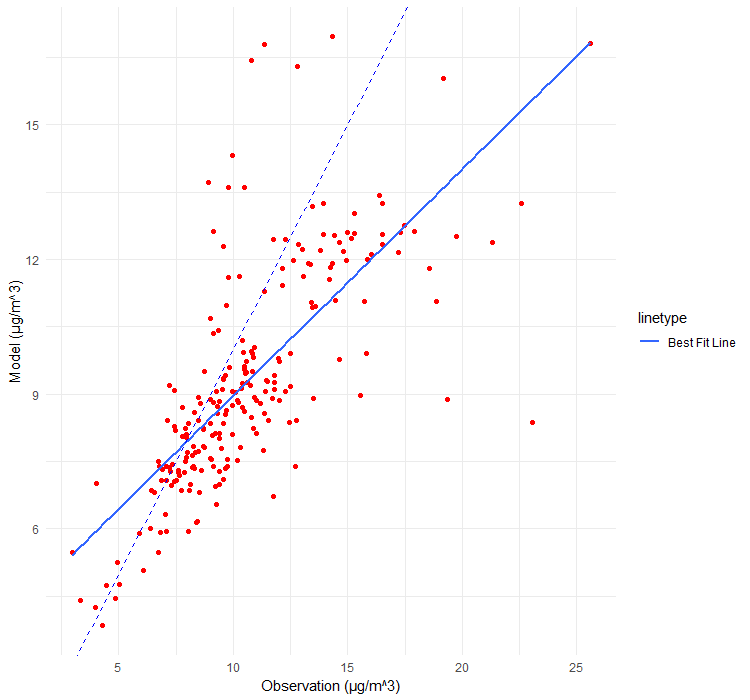 15
12
9
6
Model (µg/m^3)
5 10 15 20 25
Observation (µg/m^3)
linetype
Best Fit Line